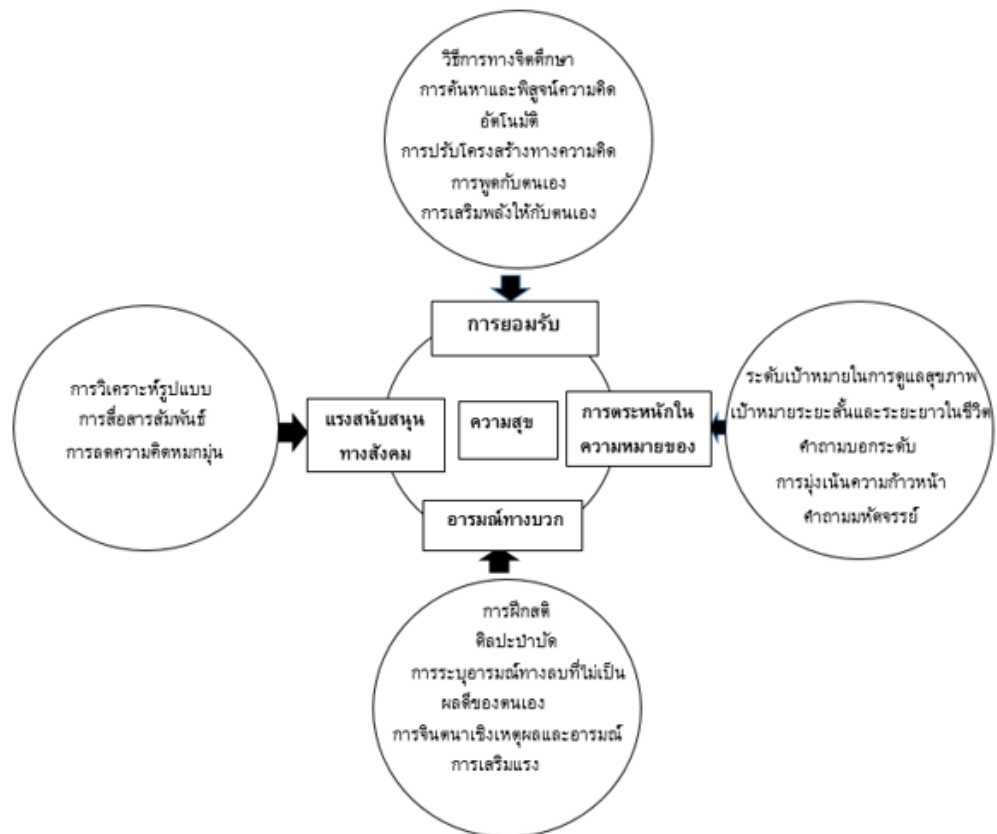 วิธีการทางจิตศึกษา
การค้นหาและพิสูจน์ความคิด
อัตโนมัติ
การปรับโครงสร้างทางความคิด
การพูดกับตนเอง
การเสริมพลังให้กับตนเอง
การยอมรับ
การวิเคราะห์รูปแบบ
การสื่อสารสัมพันธ์
การลดความคิดหมกมุ่น
แรงสนับสนุน
ทางสังคม
ความสุข
การตระหนักใน
ความหมายของ
ระดับเป้าหมายในการดูแลสุขภาพ
เป้าหมายระยะสั้นและระยะยาวในชีวิต
คำถามบอกระดับ
การมุ่งเน้นความก้าวหน้า
คำถามมหัศจรรย์
อารมณ์ทางบวก
การฝึกสติ
ศิลปะบำบัด
การระบุอารมณ์ทางลบที่ไม่เป็น
ผลดีของตนเอง
การจินตนาเชิงเหตุผลและอารมณ์
การเสริมแรง